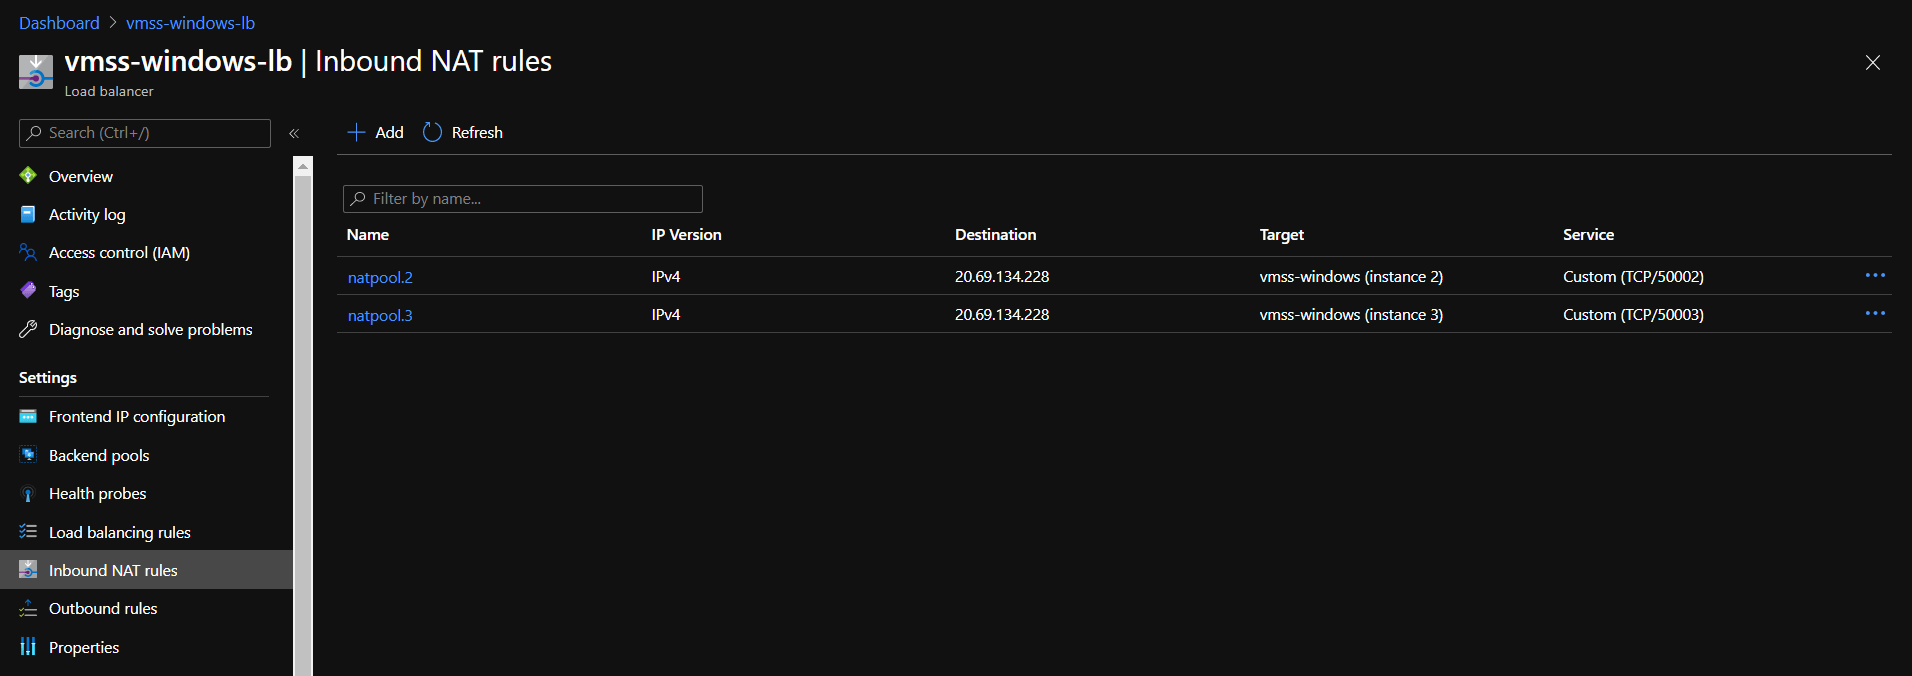 Dashboard > vmss-windows-lb
vmss-windows-lb | Inbound NAT rules
Load balancer
Search (Ctrl+/)
«
Add Refresh
Overview
Activity log
Access control (IAM)
Tags
Diagnose and solve problems
Settings
Frontend IP configuration
Backend pools
Health probes
Load balancing rules
Inbound NAT rules
Outbound rules
Properties
Filter by name...
Name IP Version Destination Target Service
natpool.2 IPv4 20.69.134.228 vmss-windows (instance 2) Custom (TCP/50002) ...
natpool.3 IPv4 20.69.134.228 vmss-windows (instance 3) Custom (TCP/50003) ...